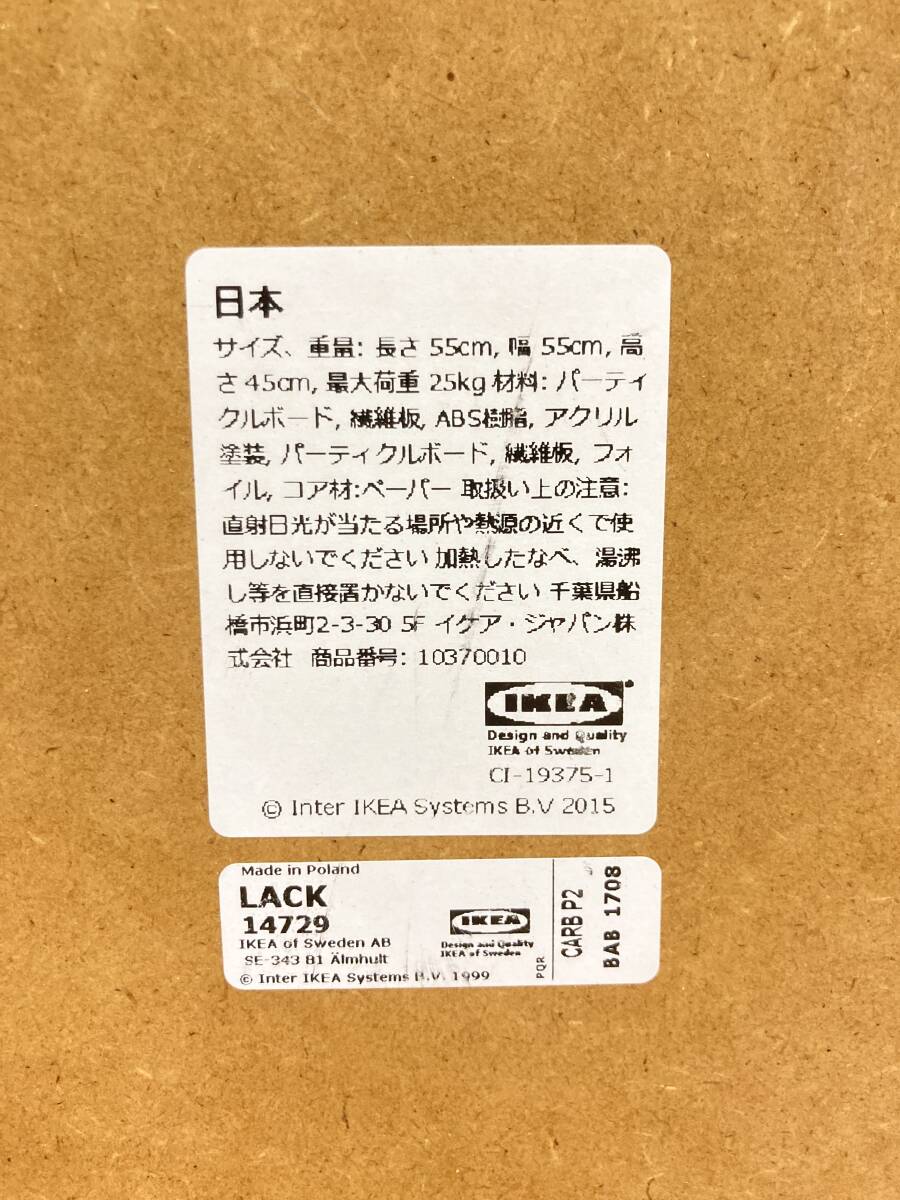 日本
サイズ、重量: 長さ 55cm, 幅 55cm, 高
さ 45cm, 最大荷重 25kg 材料: パーティ
クルボード, 繊維板, ABS樹脂, アクリル
塗装, パーティクルボード, 繊維板, フォ
イル, コア材:ペーパー 取扱い上の注意:
直射日光が当たる場所や熱源の近くで使
用しないでください 加熱したなべ、湯沸
し等を直接置かないでください 千葉県船
橋市浜町2-3-30 5F イケア・ジャパン株
式会社 商品番号: 10370010
IKEA
Design and Quality
IKEA of Sweden
CI-19375-1
© Inter IKEA Systems B.V 2015
Made in Poland
LACK
14729
IKEA of Sweden AB
SE-343 81 Älmhult
© Inter IKEA Systems B.V. 1999
IKEA
Design and Quality
IKEA of Sweden
PQR
CARB P2
BAB 1708